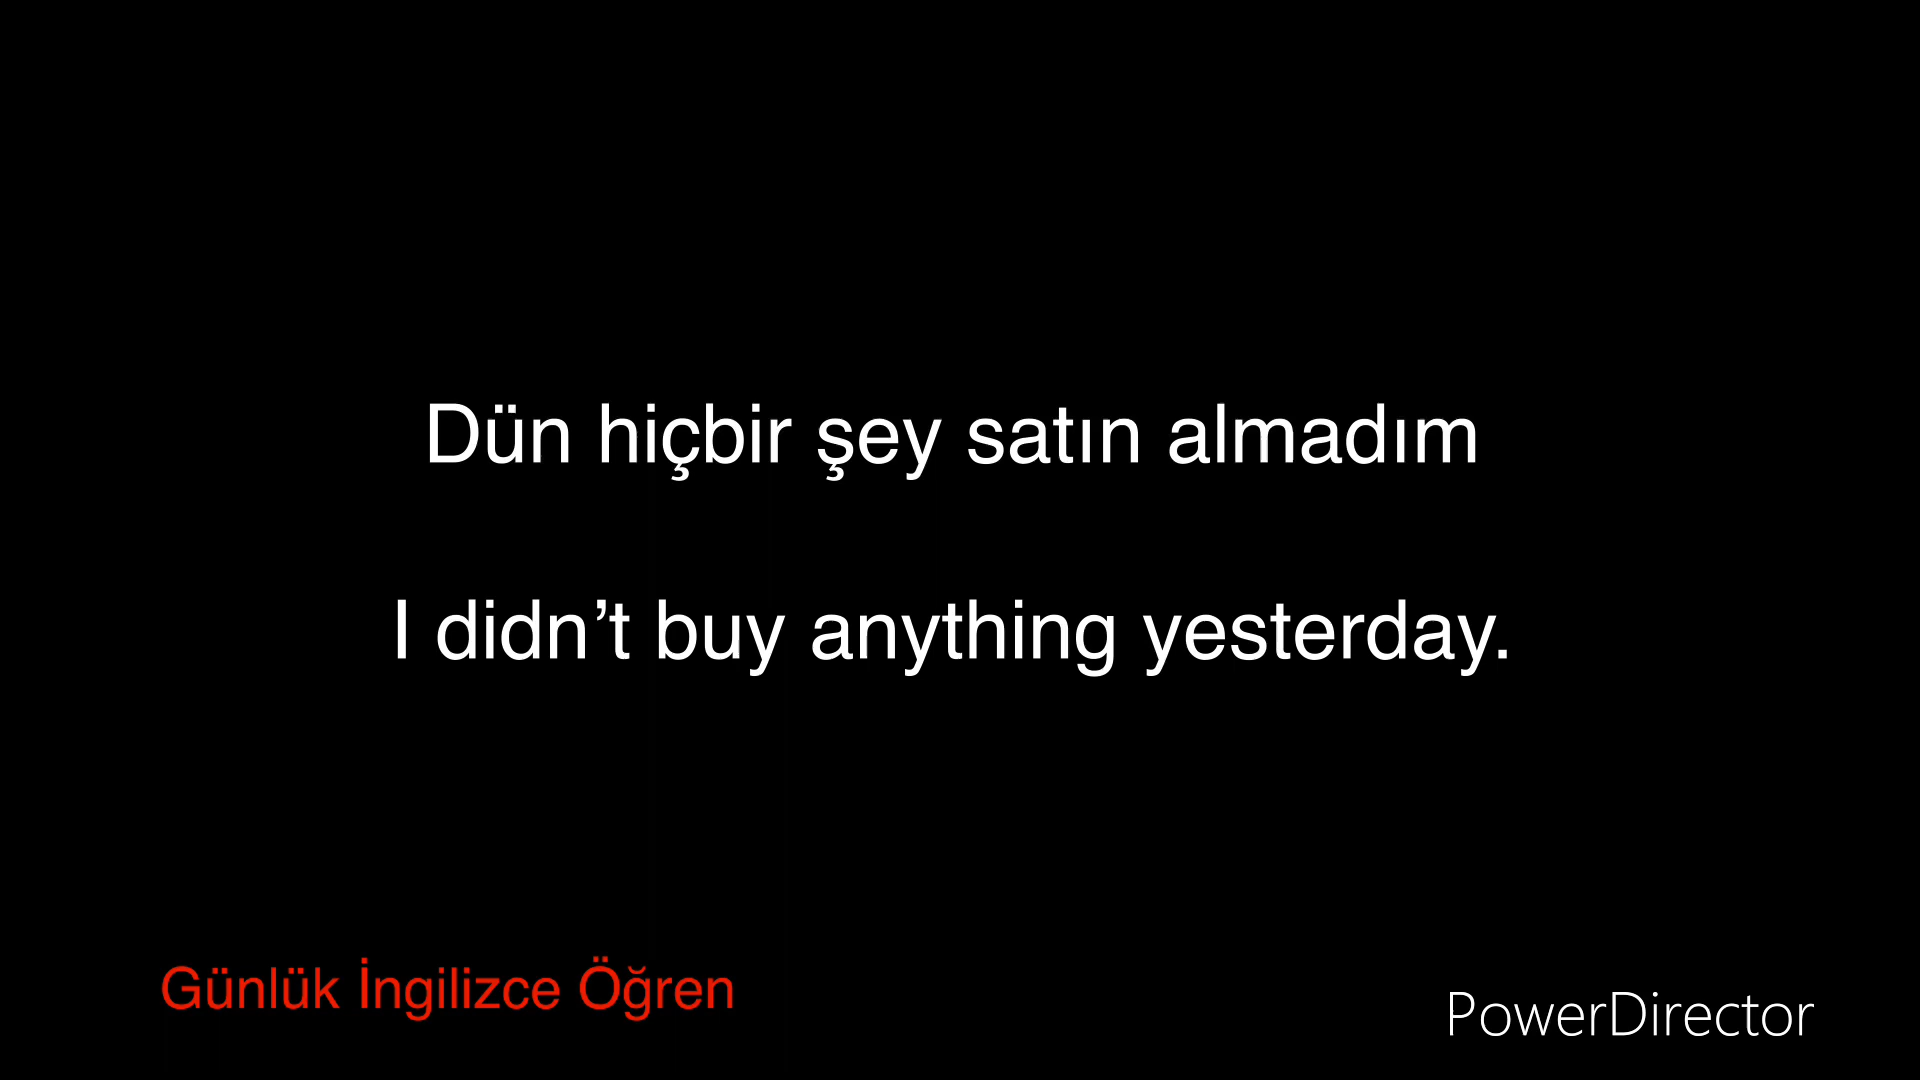 Dün hiçbir şey satın almadım
I didn’t buy anything yesterday.
Günlük İngilizce Öğren
PowerDirector